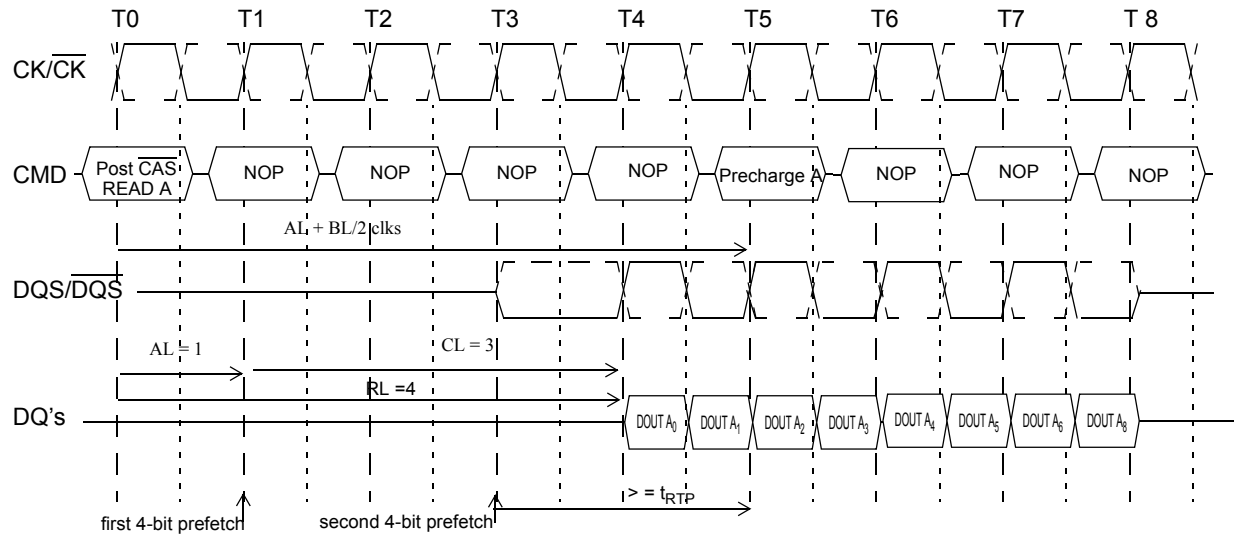 T0 T1 T2 T3 T4 T5 T6 T7 T 8
CK/C̅K̅
CMD Post C̅A̅S̅ READ A NOP NOP NOP NOP Precharge A NOP NOP NOP
AL + BL/2 clks
DQS/D̅Q̅S̅
AL = 1 CL = 3
RL =4
DQ's DOUT A0 DOUT A1 DOUT A2 DOUT A3 DOUT A4 DOUT A5 DOUT A6 DOUT A8
> = tRTP
first 4-bit prefetch second 4-bit prefetch